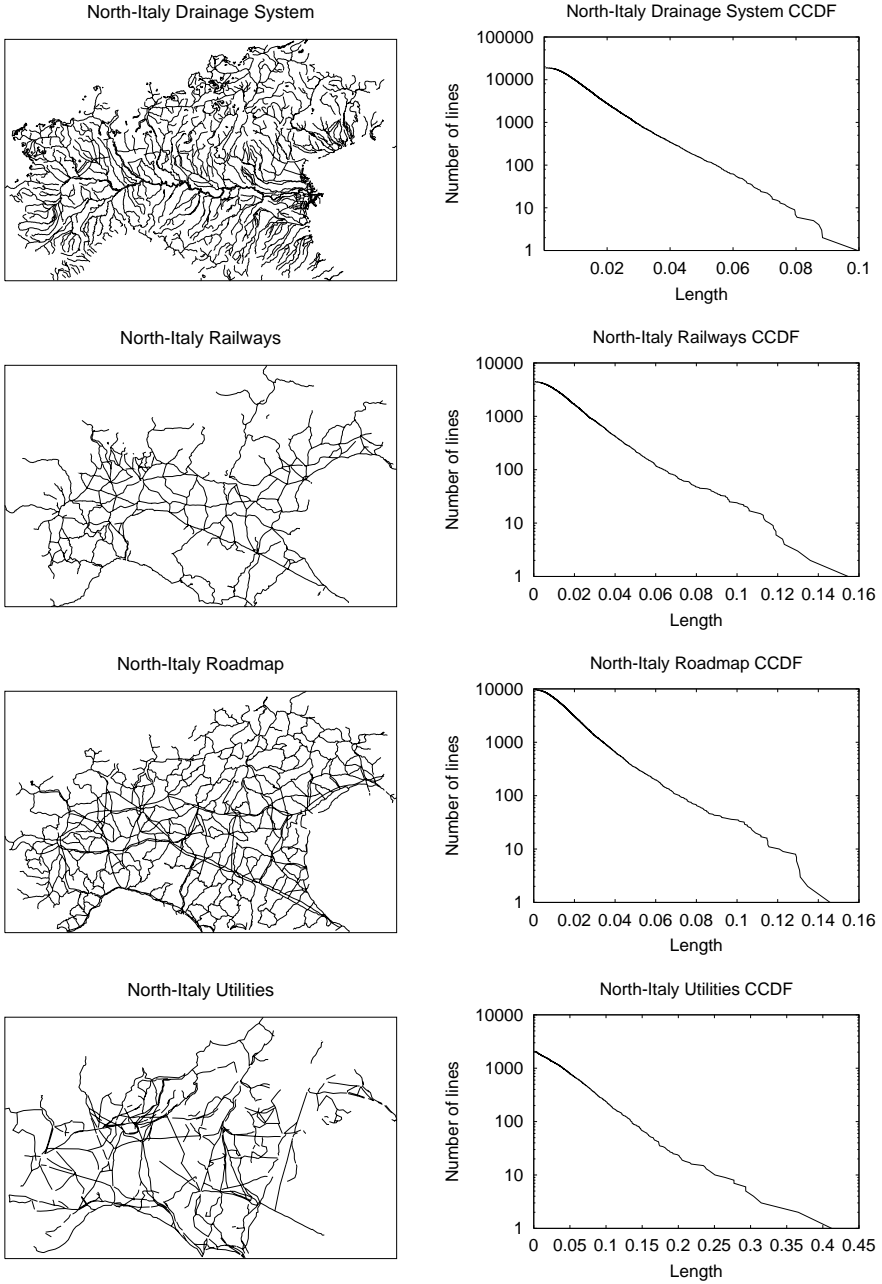 North-Italy Drainage System
North-Italy Drainage System CCDF
Number of lines
100000
10000
1000
100
10
1
0.02 0.04 0.06 0.08 0.1
Length
North-Italy Railways
North-Italy Railways CCDF
Number of lines
10000
1000
100
10
1
0 0.02 0.04 0.06 0.08 0.1 0.12 0.14 0.16
Length
North-Italy Roadmap
North-Italy Roadmap CCDF
Number of lines
10000
1000
100
10
1
0 0.02 0.04 0.06 0.08 0.1 0.12 0.14 0.16
Length
North-Italy Utilities
North-Italy Utilities CCDF
Number of lines
10000
1000
100
10
1
0 0.05 0.1 0.15 0.2 0.25 0.3 0.35 0.4 0.45
Length